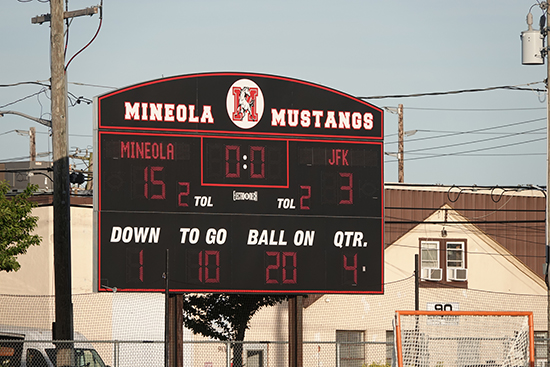 MINEOLA MUSTANGS
MINEOLA 0:0 JFK
15 2 TOL TOL 2 3
DOWN TO GO BALL ON QTR.
1 10 20 4
90